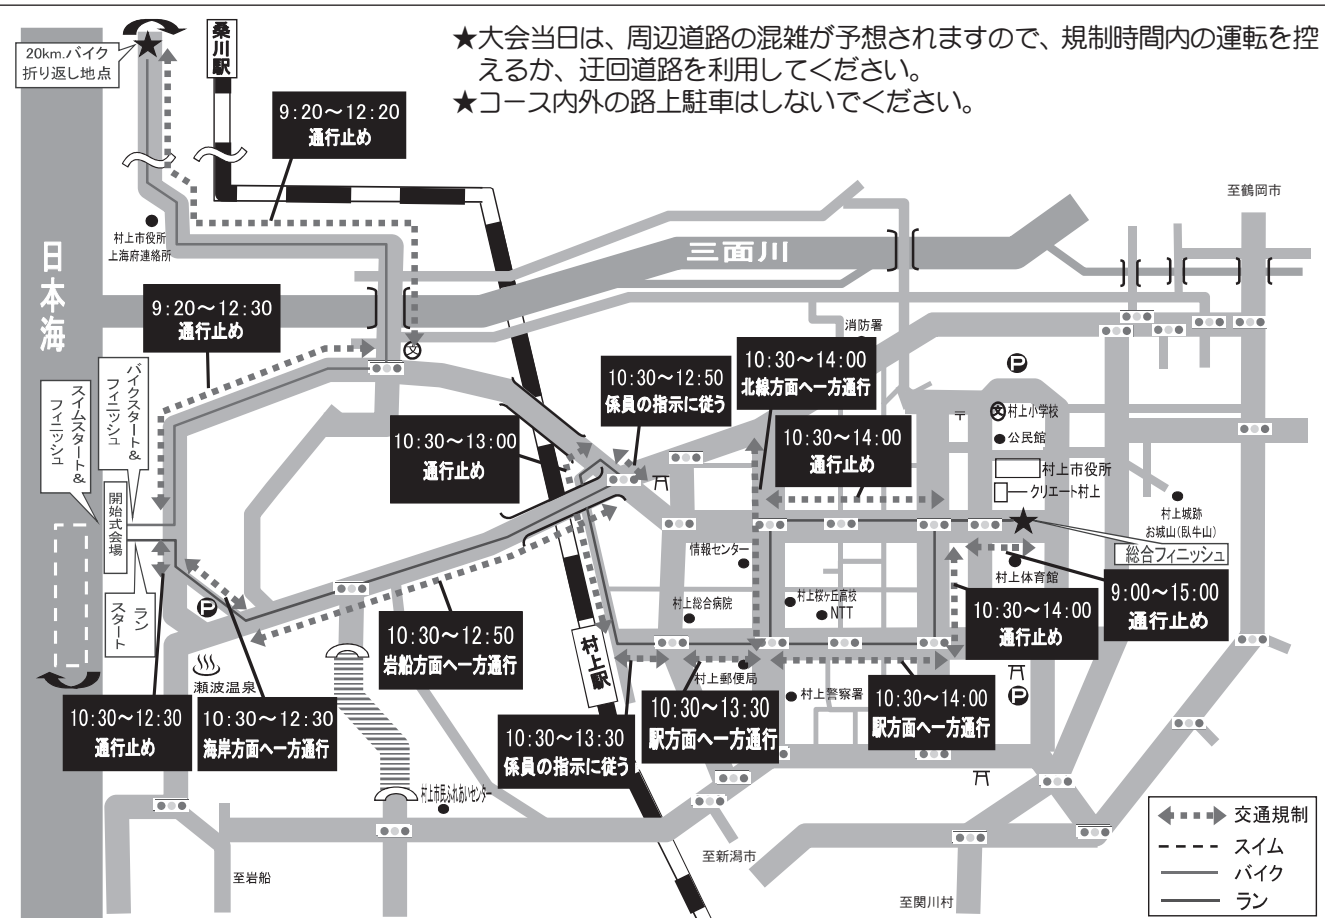 ★大会当日は、周辺道路の混雑が予想されますので、規制時間内の運転を控
えるか、迂回道路を利用してください。
★コース内外の路上駐車はしないでください。
20km.バイク
折り返し地点
桑川駅
9:20～12:20
通行止め
至鶴岡市
村上市役所
上海府連絡所
三面川
日本海
9:20～12:30
通行止め
消防署
文
10:30～12:50
係員の指示に従う
10:30～14:00
北線方面へ一方通行
P
バイクスタート&
フィニッシュ
スイムスタート&
フィニッシュ
10:30～13:00
通行止め
10:30～14:00
通行止め
〒
文村上小学校
公民館
村上市役所
クリエート村上
開始式会場
村上城跡
お城山(臥牛山)
情報センター
総合フィニッシュ
村上体育館
ラン
スタート
P
村上総合病院
村上桜ヶ丘高校
NTT
10:30～14:00
通行止め
9:00～15:00
通行止め
10:30～12:50
岩船方面へ一方通行
村上駅
瀬波温泉
村上郵便局
村上警察署
P
10:30～12:30
通行止め
10:30～12:30
海岸方面へ一方通行
10:30～13:30
係員の指示に従う
10:30～13:30
駅方面へ一方通行
10:30～14:00
駅方面へ一方通行
村上市民ふれあいセンター
至新潟市
至岩船
至関川村
交通規制
スイム
バイク
ラン